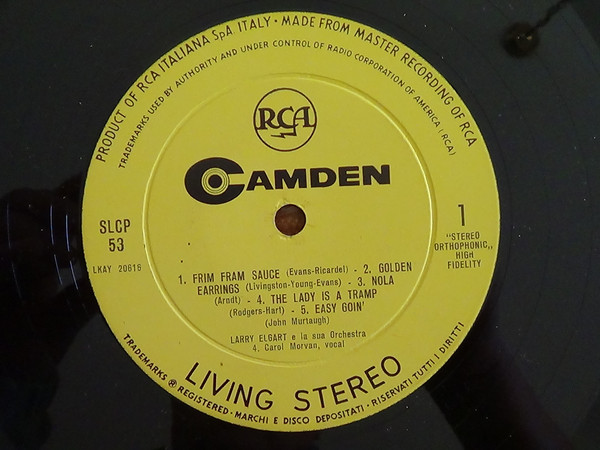 PRODUCT OF RCA ITALIANA SpA ITALY · MADE FROM MASTER RECORDING OF RCA
TRADEMARKS USED BY AUTHORITY AND UNDER CONTROL OF RADIO CORPORATION OF AMERICA (RCA)
RCA
CAMDEN
SLCP
53
LKAY 20616
1
"STEREO
ORTHOPHONIC„
HIGH
FIDELITY
1. FRIM FRAM SAUCE (Evans-Ricardel) - 2. GOLDEN
EARRINGS (Livingston-Young-Evans) - 3. NOLA
(Arndt) - 4. THE LADY IS A TRAMP
(Rodgers-Hart) - 5. EASY GOIN'
(John Murtaugh)
LARRY ELGART e la sua Orchestra
4. Carol Morvan, vocal
LIVING STEREO
TRADEMARKS ® REGISTERED · MARCHI E DISCO DEPOSITATI · RISERVATI TUTTI I DIRITTI